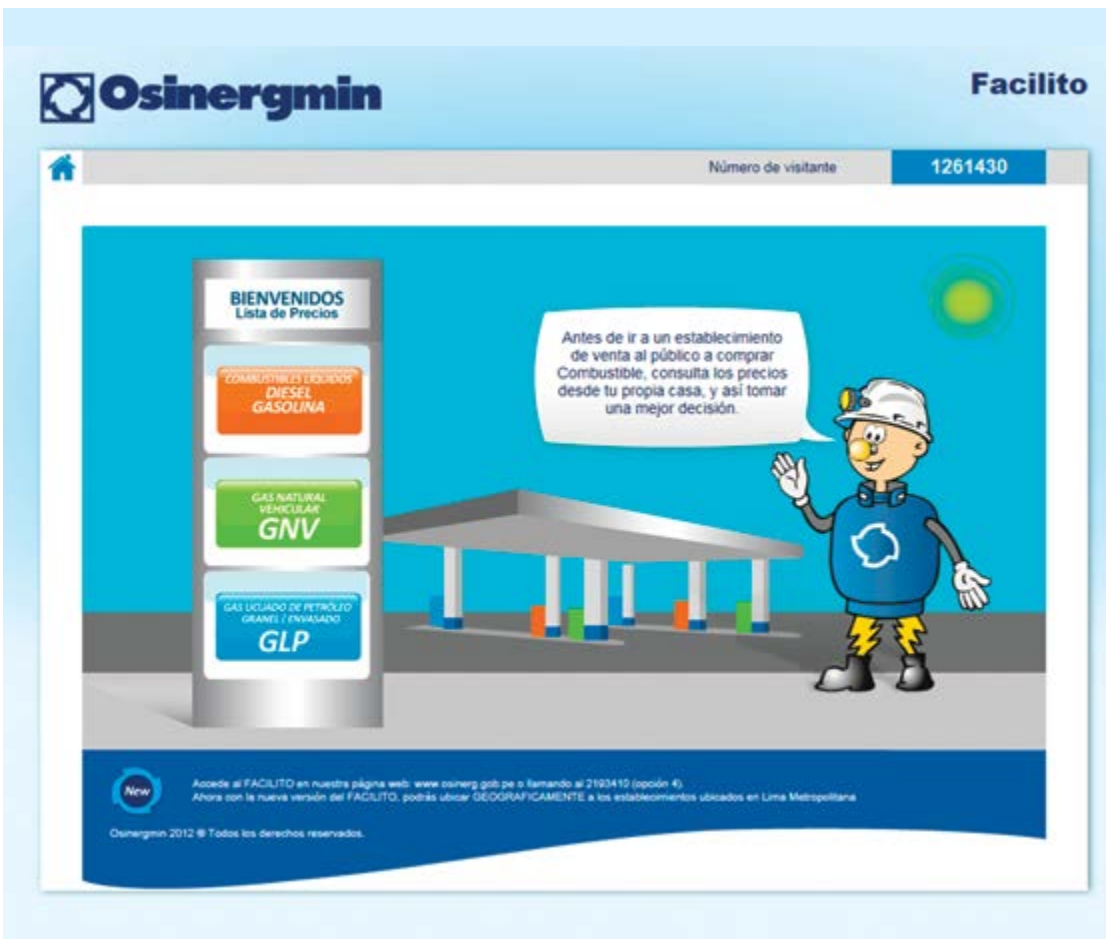 Osinergmin
Facilito
Número de visitante
1261430
BIENVENIDOS
Lista de Precios
COMBUSTIBLES LÍQUIDOS
DIESEL
GASOLINA
GAS NATURAL
VEHICULAR
GNV
GAS LICUADO DE PETRÓLEO
GRANEL / ENVASADO
GLP
Antes de ir a un establecimiento
de venta al público a comprar
Combustible, consulta los precios
desde tu propia casa, y así tomar
una mejor decisión.
New
Accede al FACILITO en nuestra página web: www.osinerg.gob.pe o llamando al 2193410 (opción 4).
Ahora con la nueva versión del FACILITO, podrás ubicar GEOGRAFICAMENTE a los establecimientos ubicados en Lima Metropolitana
Osinergmin 2012 ® Todos los derechos reservados.